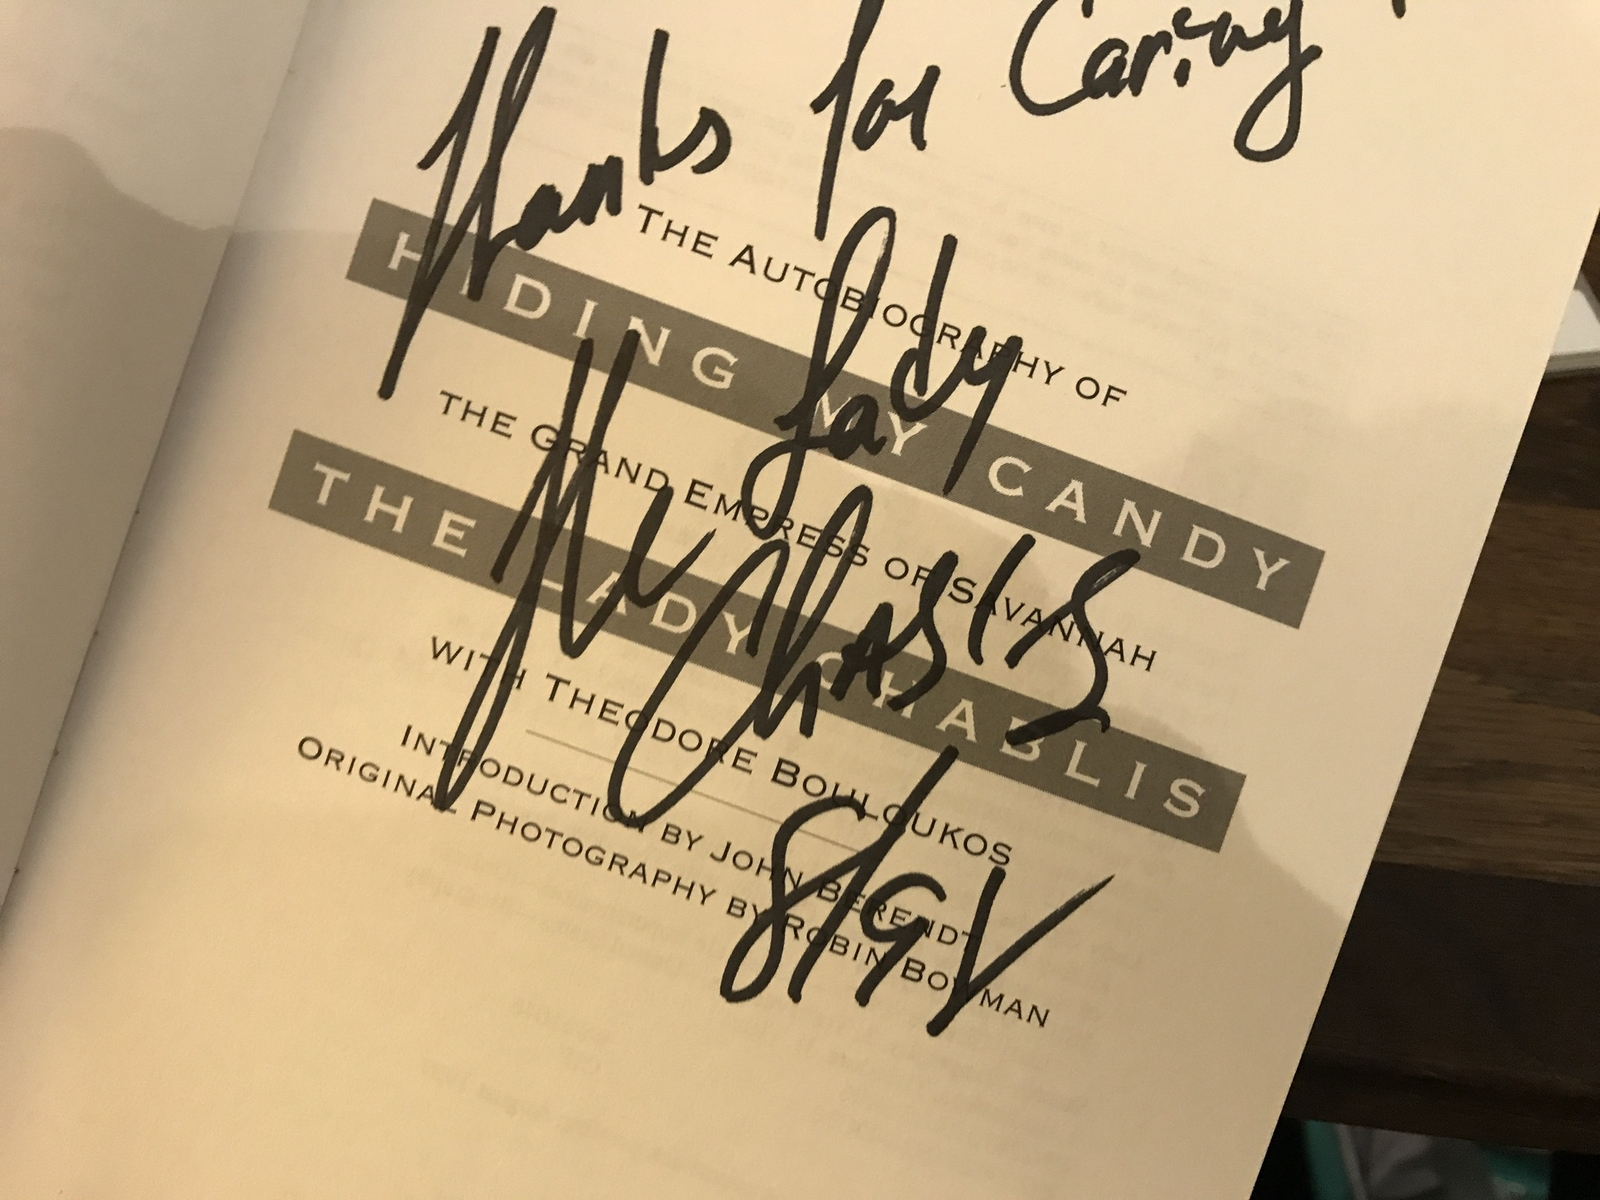 Thanks for Caring
THE AUTOBIOGRAPHY OF
HIDING MY CANDY
Lady
THE GRAND EMPRESS OF SAVANNAH
THE LADY CHABLIS
WITH THEODORE BOULOUKOS
INTRODUCTION BY JOHN BERENDT
ORIGINAL PHOTOGRAPHY BY ROBIN BOWMAN